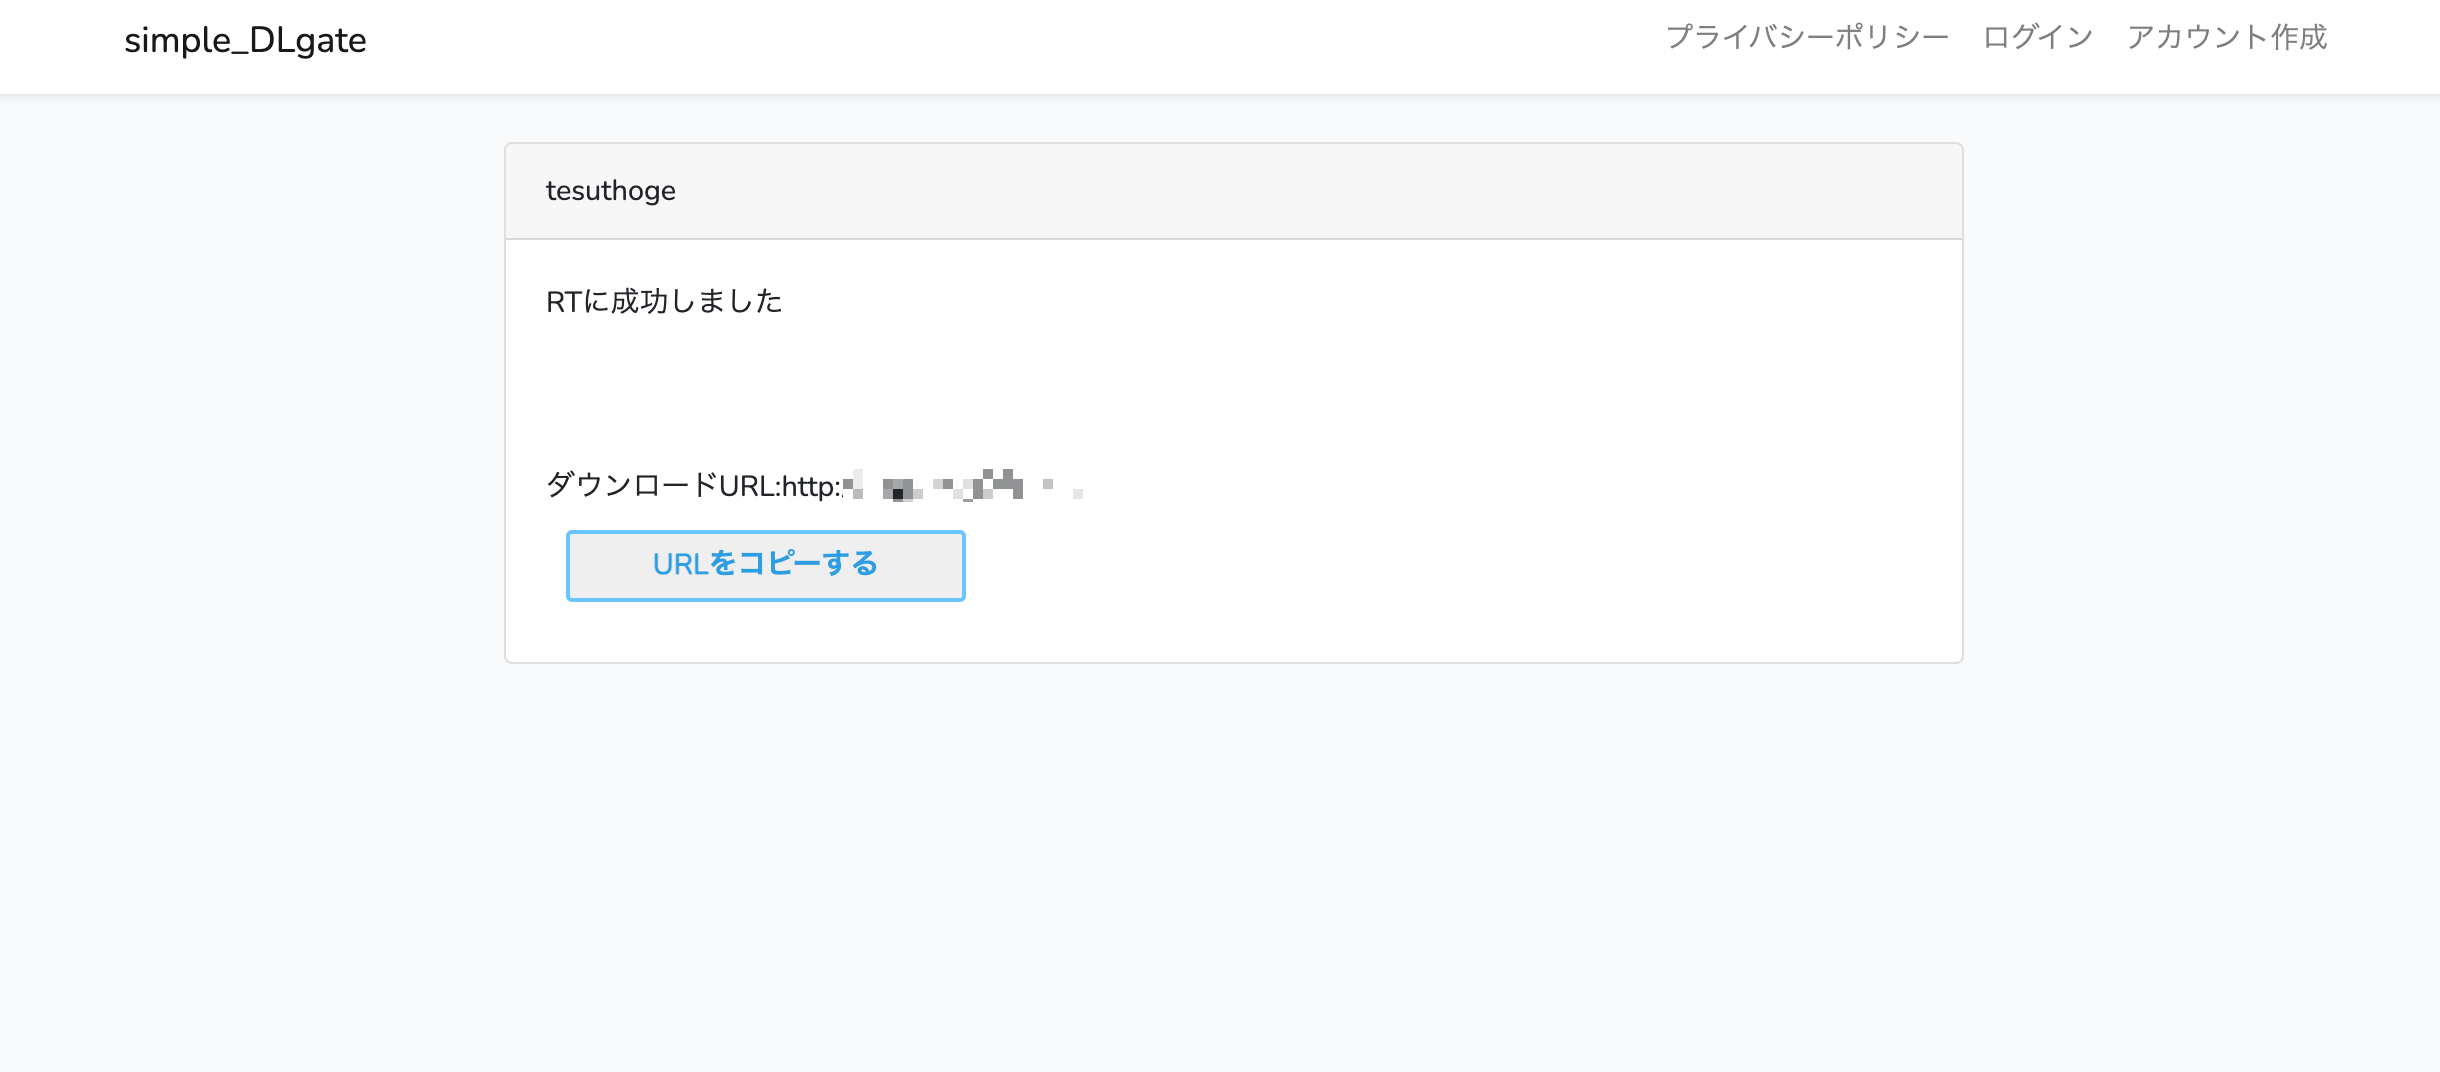 simple_DLgate
プライバシーポリシー ログイン アカウント作成
tesuthoge
RTに成功しました
ダウンロードURL:http:
URLをコピーする